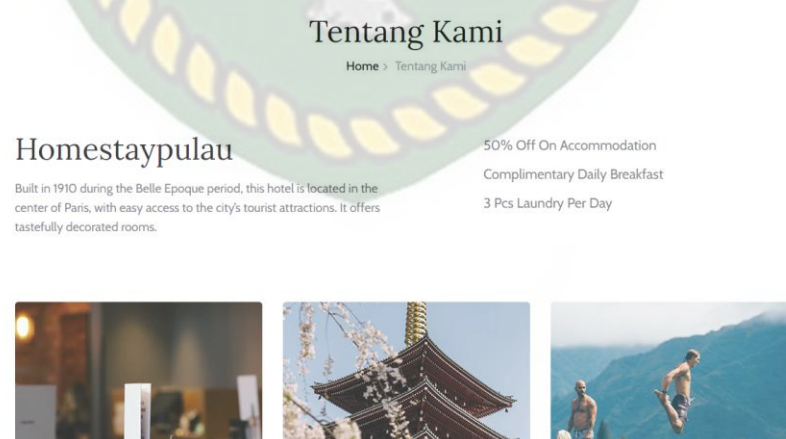 Tentang Kami
Home > Tentang Kami
Homestaypulau
Built in 1910 during the Belle Epoque period, this hotel is located in the
center of Paris, with easy access to the city's tourist attractions. It offers
tastefully decorated rooms.
50% Off On Accommodation
Complimentary Daily Breakfast
3 Pcs Laundry Per Day